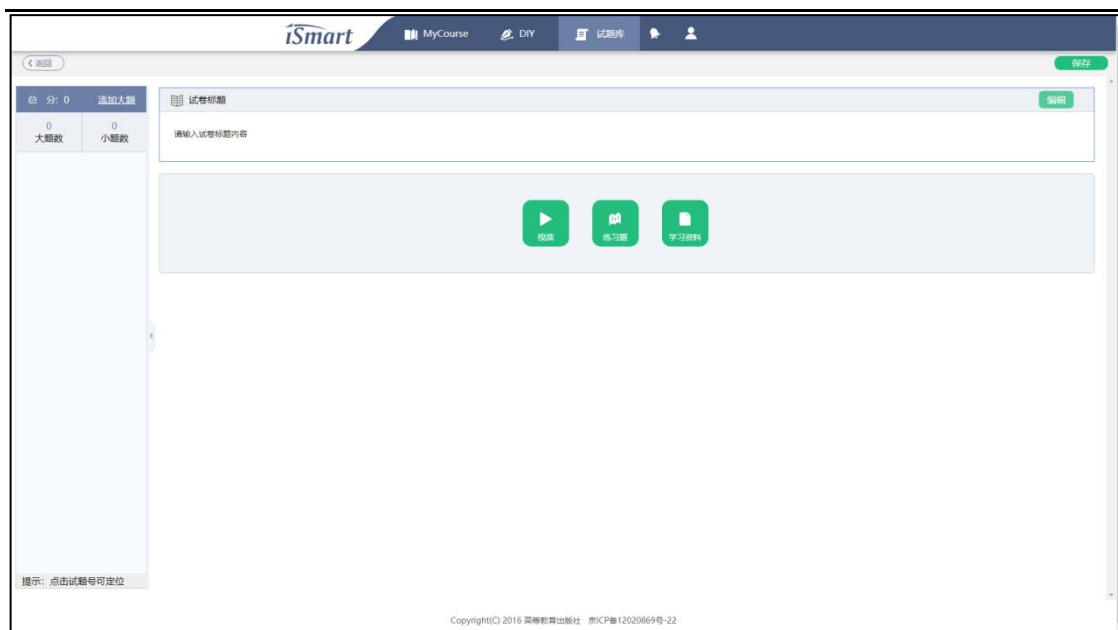 iSmart MyCourse DIY 试题库
返回 保存
总 分: 0 添加大题
0 0
大题数 小题数
试卷标题 编辑
请输入试卷标题内容
视频 练习题 学习资料
提示：点击试题号可定位
Copyright(C) 2016 高等教育出版社 京ICP备12020869号-22